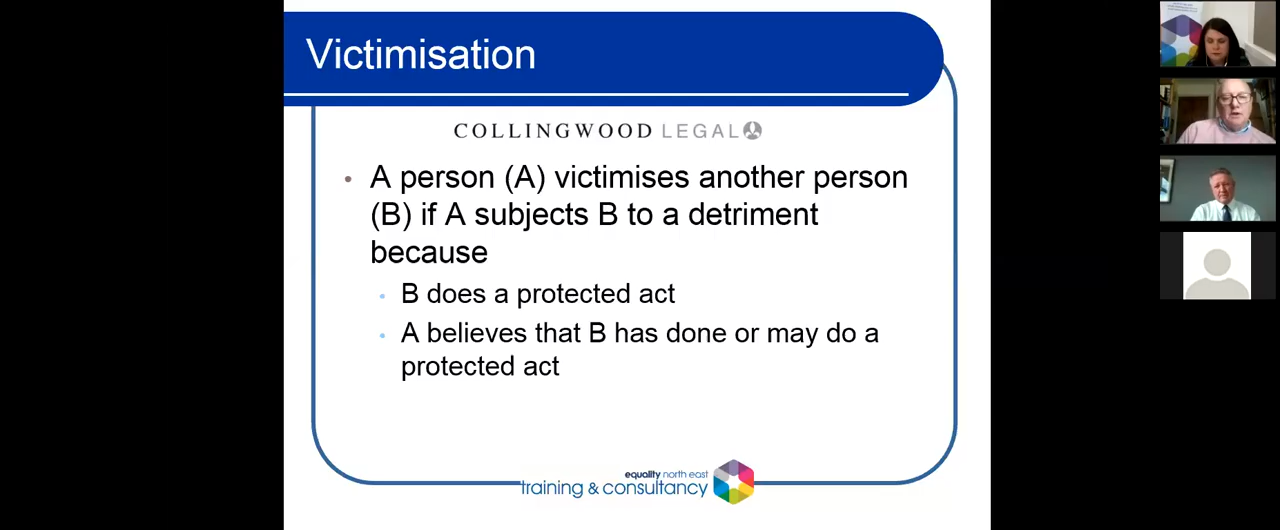 Victimisation
COLLINGWOOD LEGAL
• A person (A) victimises another person
(B) if A subjects B to a detriment
because
• B does a protected act
• A believes that B has done or may do a
protected act
equality north east
training & consultancy